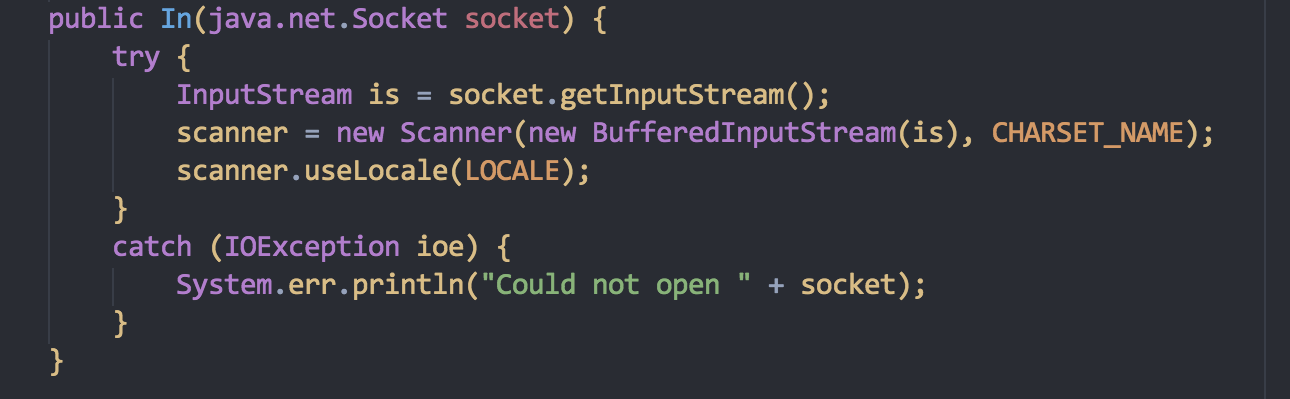 public In(java.net.Socket socket) {
    try {
        InputStream is = socket.getInputStream();
        scanner = new Scanner(new BufferedInputStream(is), CHARSET_NAME);
        scanner.useLocale(LOCALE);
    }
    catch (IOException ioe) {
        System.err.println("Could not open " + socket);
    }
}